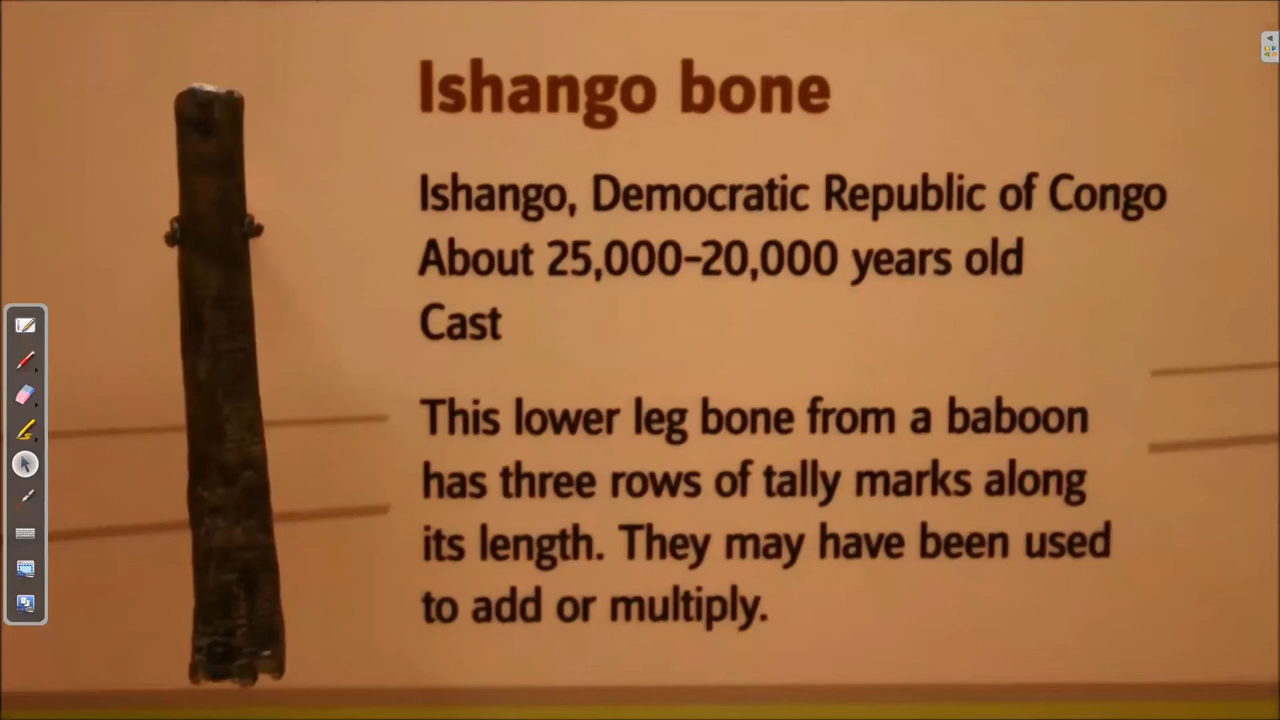 Ishango bone
Ishango, Democratic Republic of Congo
About 25,000–20,000 years old
Cast
This lower leg bone from a baboon
has three rows of tally marks along
its length. They may have been used
to add or multiply.